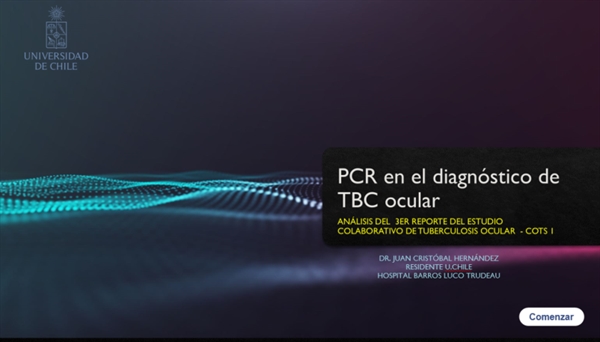 UNIVERSIDAD
DE CHILE
PCR en el diagnóstico de
TBC ocular
ANÁLISIS DEL 3ER REPORTE DEL ESTUDIO
COLABORATIVO DE TUBERCULOSIS OCULAR - COTS 1
DR. JUAN CRISTÓBAL HERNÁNDEZ
RESIDENTE U.CHILE
HOSPITAL BARROS LUCO TRUDEAU
Comenzar